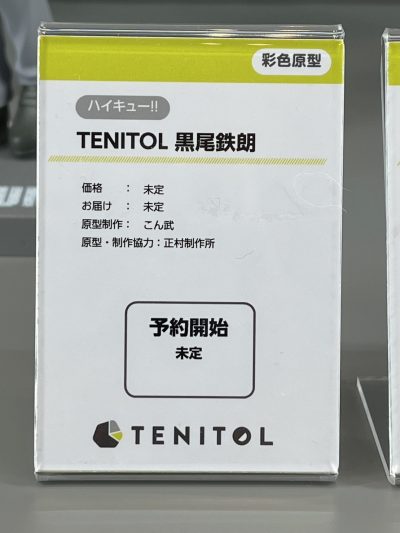 彩色原型
ハイキュー!!
TENITOL 黒尾鉄朗
価格 : 未定
お届け : 未定
原型制作 : こん武
原型・制作協力:正村制作所
予約開始
未定
TENITOL